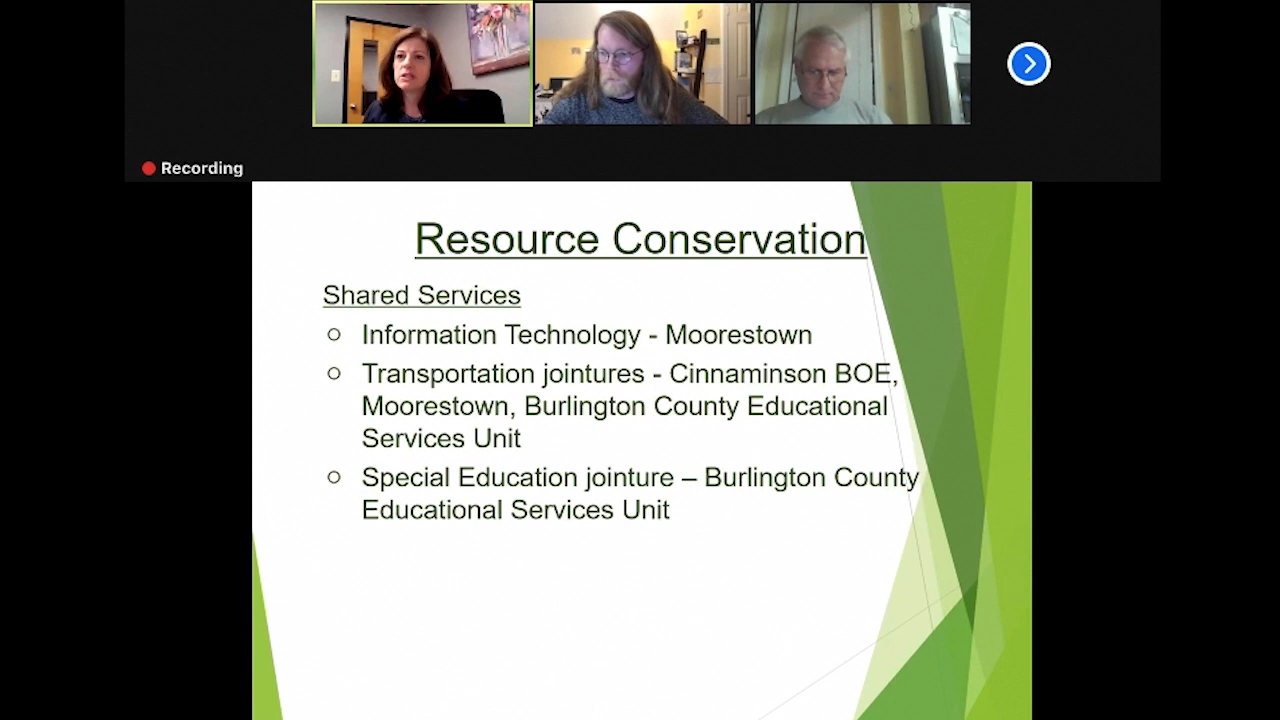 Recording
Resource Conservation
Shared Services
Information Technology - Moorestown
Transportation jointures - Cinnaminson BOE,
Moorestown, Burlington County Educational
Services Unit
Special Education jointure – Burlington County
Educational Services Unit